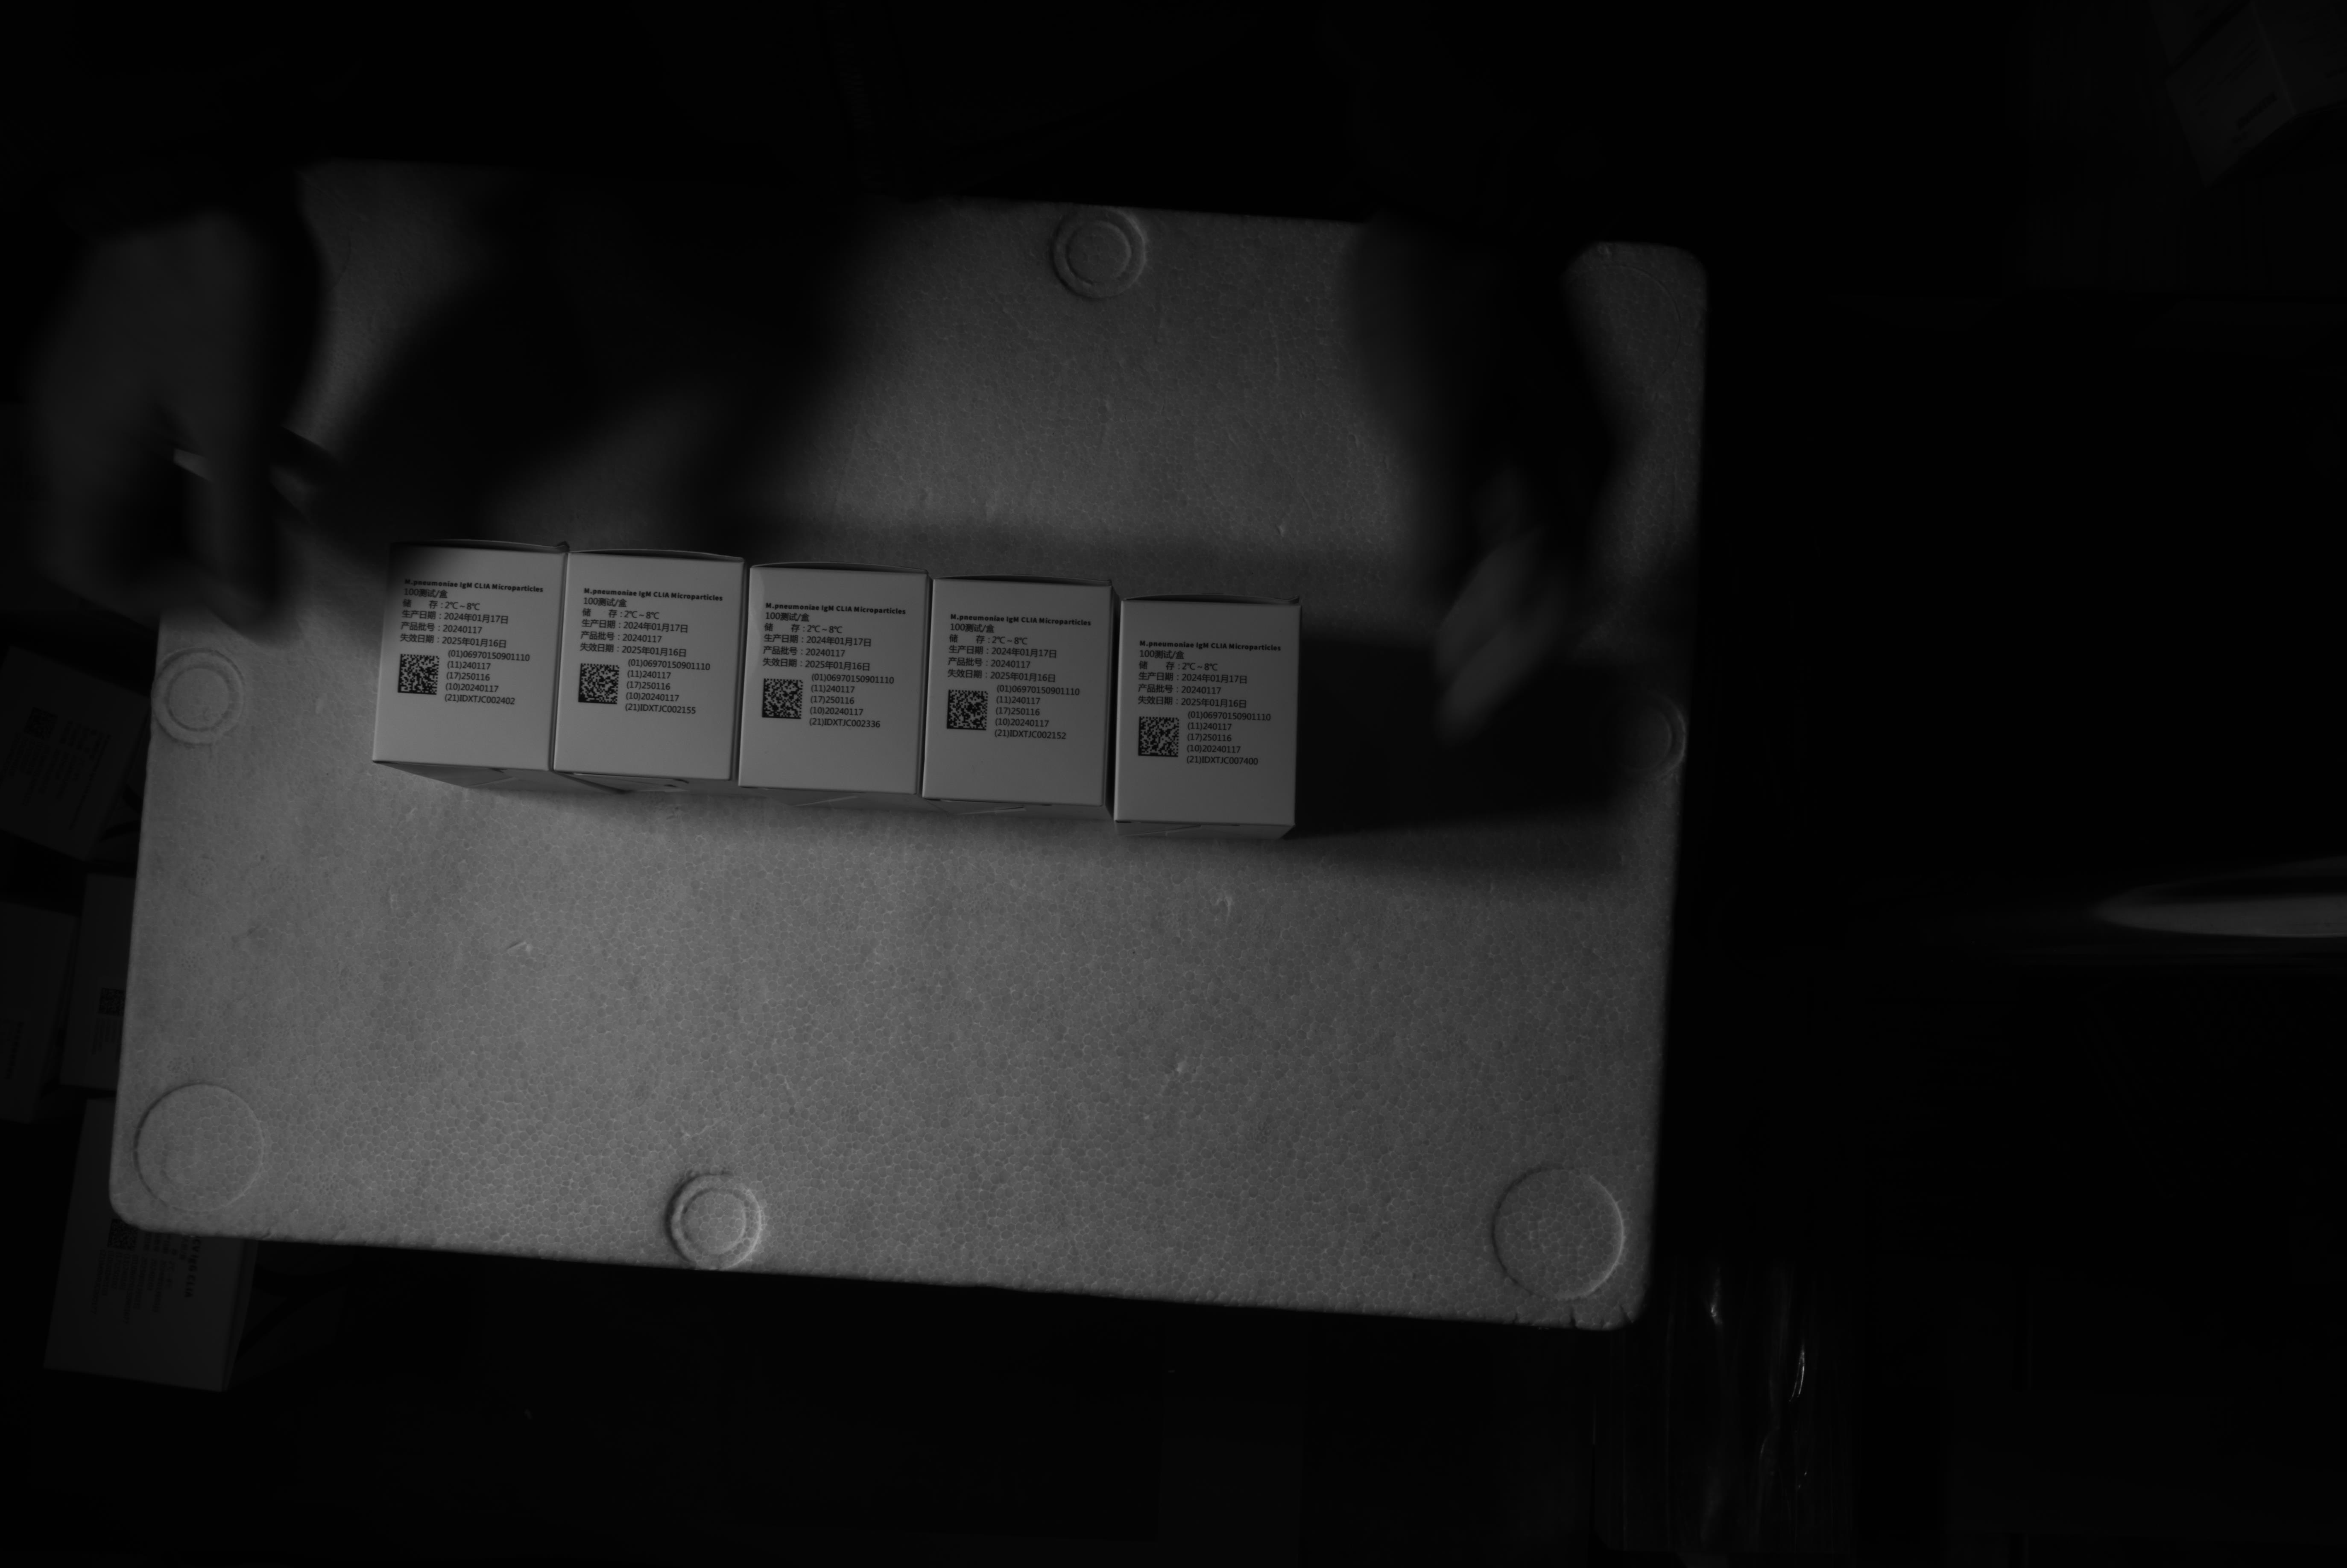 M.pneumoniae IgM CLIA Microparticles
100测试/盒
储 存：2℃~8℃
生产日期：2024年01月17日
产品批号：20240117
失效日期：2025年01月16日
(01)06970150901110
(11)240117
(17)250116
(10)20240117
(21)IDXTJC002402
M.pneumoniae IgM CLIA Microparticles
100测试/盒
储 存：2℃~8℃
生产日期：2024年01月17日
产品批号：20240117
失效日期：2025年01月16日
(01)06970150901110
(11)240117
(17)250116
(10)20240117
(21)IDXTJC002155
M.pneumoniae IgM CLIA Microparticles
100测试/盒
储 存：2℃~8℃
生产日期：2024年01月17日
产品批号：20240117
失效日期：2025年01月16日
(01)06970150901110
(11)240117
(17)250116
(10)20240117
(21)IDXTJC002336
M.pneumoniae IgM CLIA Microparticles
100测试/盒
储 存：2℃~8℃
生产日期：2024年01月17日
产品批号：20240117
失效日期：2025年01月16日
(01)06970150901110
(11)240117
(17)250116
(10)20240117
(21)IDXTJC002152
M.pneumoniae IgM CLIA Microparticles
100测试/盒
储 存：2℃~8℃
生产日期：2024年01月17日
产品批号：20240117
失效日期：2025年01月16日
(01)06970150901110
(11)240117
(17)250116
(10)20240117
(21)IDXTJC007400